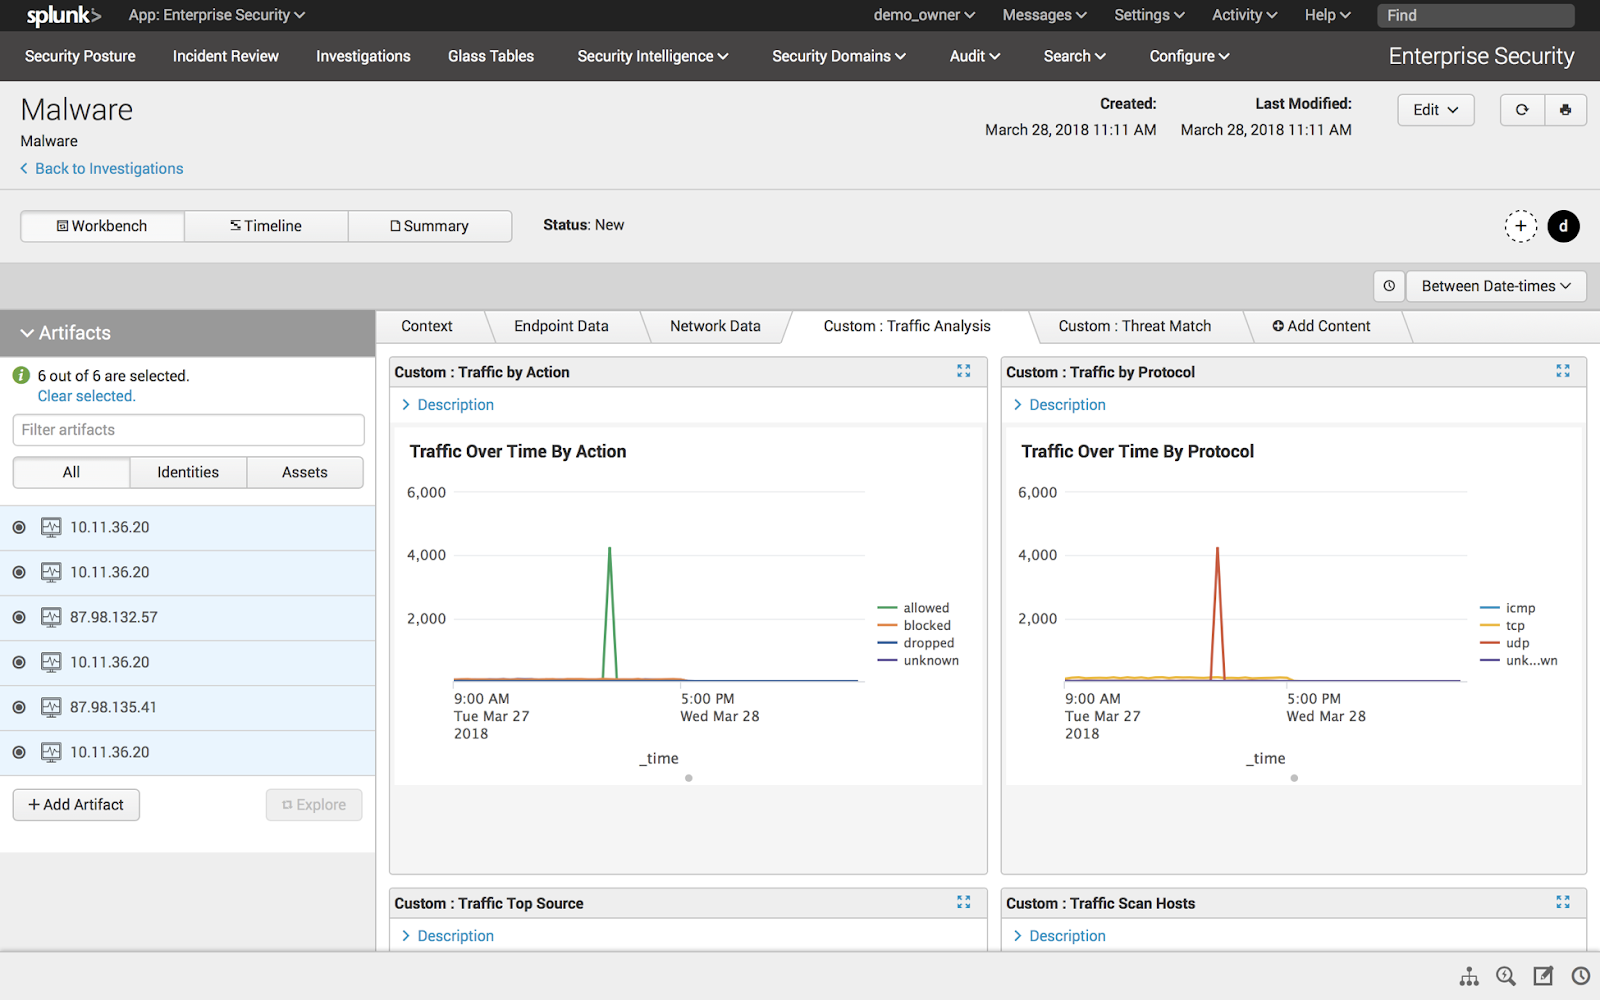 splunk> App: Enterprise Security demo_owner Messages Settings Activity Help Find
Security Posture Incident Review Investigations Glass Tables Security Intelligence Security Domains Audit Search Configure Enterprise Security
Malware
Malware
Back to Investigations
Created:
March 28, 2018 11:11 AM
Last Modified:
March 28, 2018 11:11 AM
Edit
Workbench Timeline Summary Status: New
+ d
Between Date-times
Artifacts
6 out of 6 are selected.
Clear selected.
Filter artifacts
All Identities Assets
10.11.36.20
10.11.36.20
87.98.132.57
10.11.36.20
87.98.135.41
10.11.36.20
+ Add Artifact Explore
Context Endpoint Data Network Data Custom : Traffic Analysis Custom : Threat Match Add Content
Custom : Traffic by Action
Description
Traffic Over Time By Action
6,000
4,000
2,000
allowed
blocked
dropped
unknown
9:00 AM
Tue Mar 27
2018
5:00 PM
Wed Mar 28
_time
Custom : Traffic by Protocol
Description
Traffic Over Time By Protocol
6,000
4,000
2,000
icmp
tcp
udp
unk...wn
9:00 AM
Tue Mar 27
2018
5:00 PM
Wed Mar 28
_time
Custom : Traffic Top Source
Description
Custom : Traffic Scan Hosts
Description